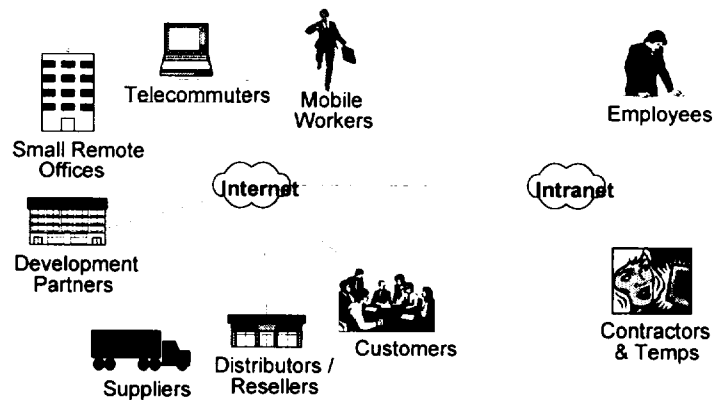 Telecommuters
Mobile
Workers
Employees
Small Remote
Offices
Internet
Intranet
Development
Partners
Customers
Contractors
& Temps
Distributors /
Resellers
Suppliers